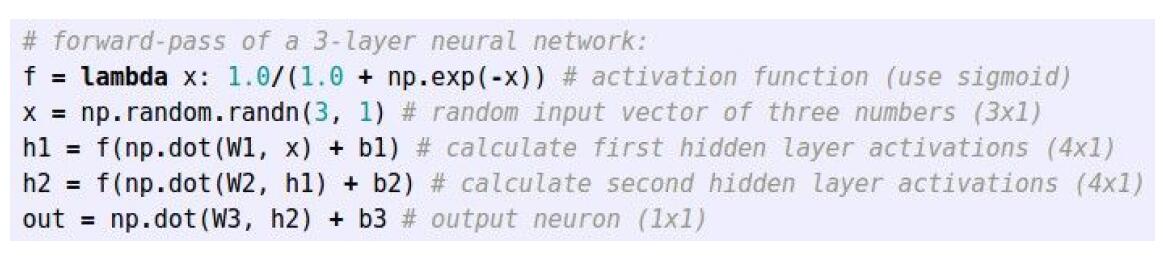 # forward-pass of a 3-layer neural network:
f = lambda x: 1.0/(1.0 + np.exp(-x)) # activation function (use sigmoid)
x = np.random.randn(3, 1) # random input vector of three numbers (3x1)
h1 = f(np.dot(W1, x) + b1) # calculate first hidden layer activations (4x1)
h2 = f(np.dot(W2, h1) + b2) # calculate second hidden layer activations (4x1)
out = np.dot(W3, h2) + b3 # output neuron (1x1)